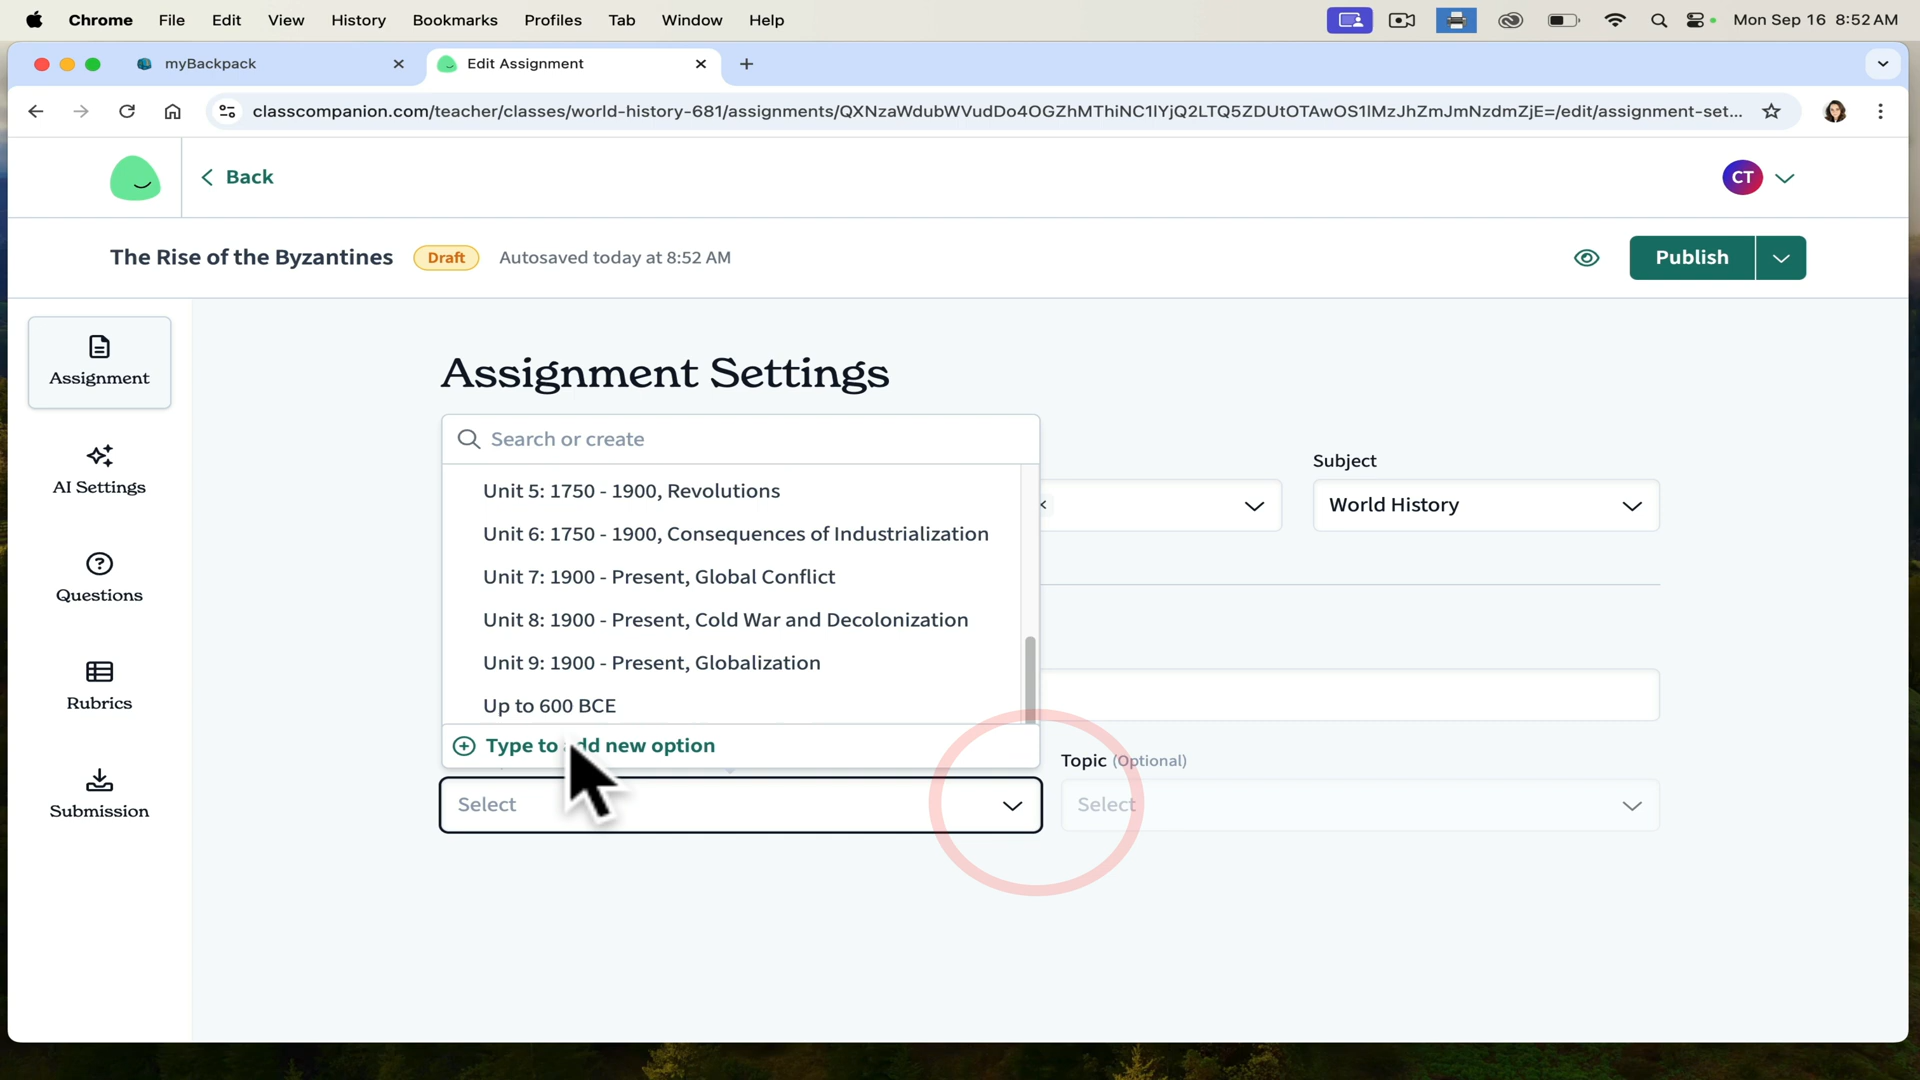 Chrome File Edit View History Bookmarks Profiles Tab Window Help Mon Sep 16 8:52 AM
myBackpack Edit Assignment
classcompanion.com/teacher/classes/world-history-681/assignments/QXNzaWdubWVudDo4OGZhMThiNC1lYjQ2LTQ5ZDUtOTAwOS1lMzJhZmJmNzdmZjE=/edit/assignment-set...
Back
CT
The Rise of the Byzantines Draft Autosaved today at 8:52 AM
Publish
Assignment
AI Settings
Questions
Rubrics
Submission
Assignment Settings
Search or create
Subject
World History
Unit 5: 1750 - 1900, Revolutions
Unit 6: 1750 - 1900, Consequences of Industrialization
Unit 7: 1900 - Present, Global Conflict
Unit 8: 1900 - Present, Cold War and Decolonization
Unit 9: 1900 - Present, Globalization
Up to 600 BCE
Type to add new option
Topic (Optional)
Select
Select